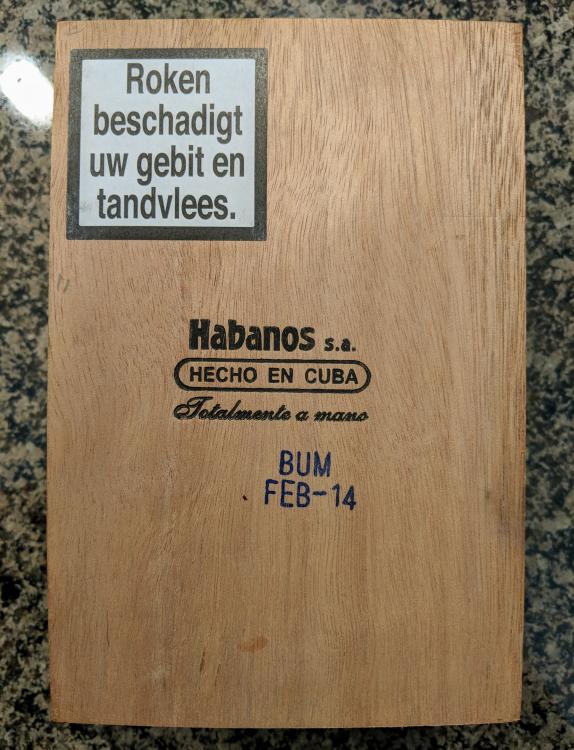 Roken
beschadigt
uw gebit en
tandvlees.
Habanos s.a.
HECHO EN CUBA
Totalmente a mano
BUM
FEB-14